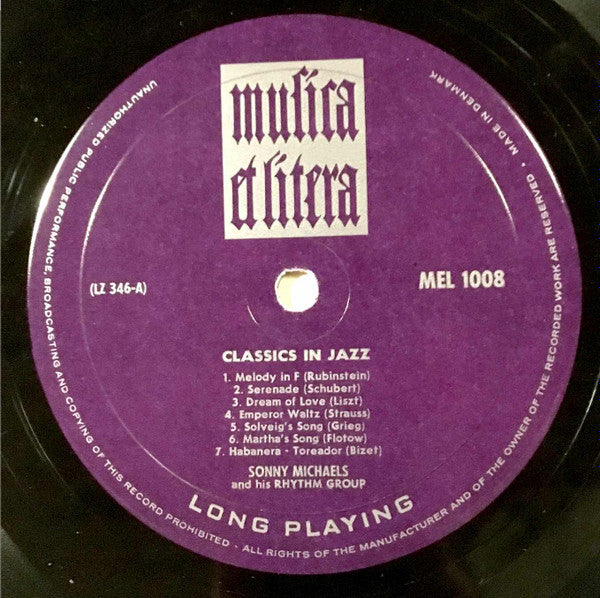 musica
et litera
(LZ 346-A)
MEL 1008
CLASSICS IN JAZZ
1. Melody in F (Rubinstein)
2. Serenade (Schubert)
3. Dream of Love (Liszt)
4. Emperor Waltz (Strauss)
5. Solveig's Song (Grieg)
6. Martha's Song (Flotow)
7. Habanera - Toreador (Bizet)
SONNY MICHAELS
and his RHYTHM GROUP
LONG PLAYING
UNAUTHORIZED PUBLIC PERFORMANCE, BROADCASTING AND COPYING OF THIS RECORD PROHIBITED · ALL RIGHTS OF THE MANUFACTURER AND OF THE OWNER OF THE RECORDED WORK ARE RESERVED · MADE IN DENMARK